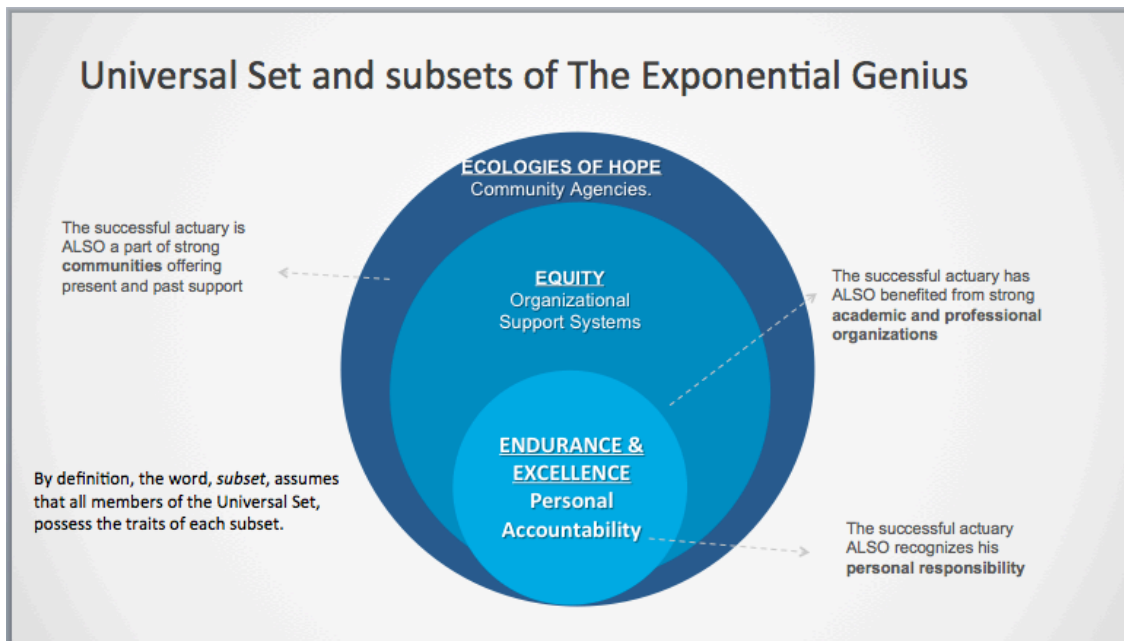 Universal Set and subsets of The Exponential Genius
ECOLOGIES OF HOPE
Community Agencies.
The successful actuary is
ALSO a part of strong
communities offering
present and past support
EQUITY
Organizational
Support Systems
The successful actuary has
ALSO benefited from strong
academic and professional
organizations
ENDURANCE &
EXCELLENCE
Personal
Accountability
By definition, the word, subset, assumes
that all members of the Universal Set,
possess the traits of each subset.
The successful actuary
ALSO recognizes his
personal responsibility